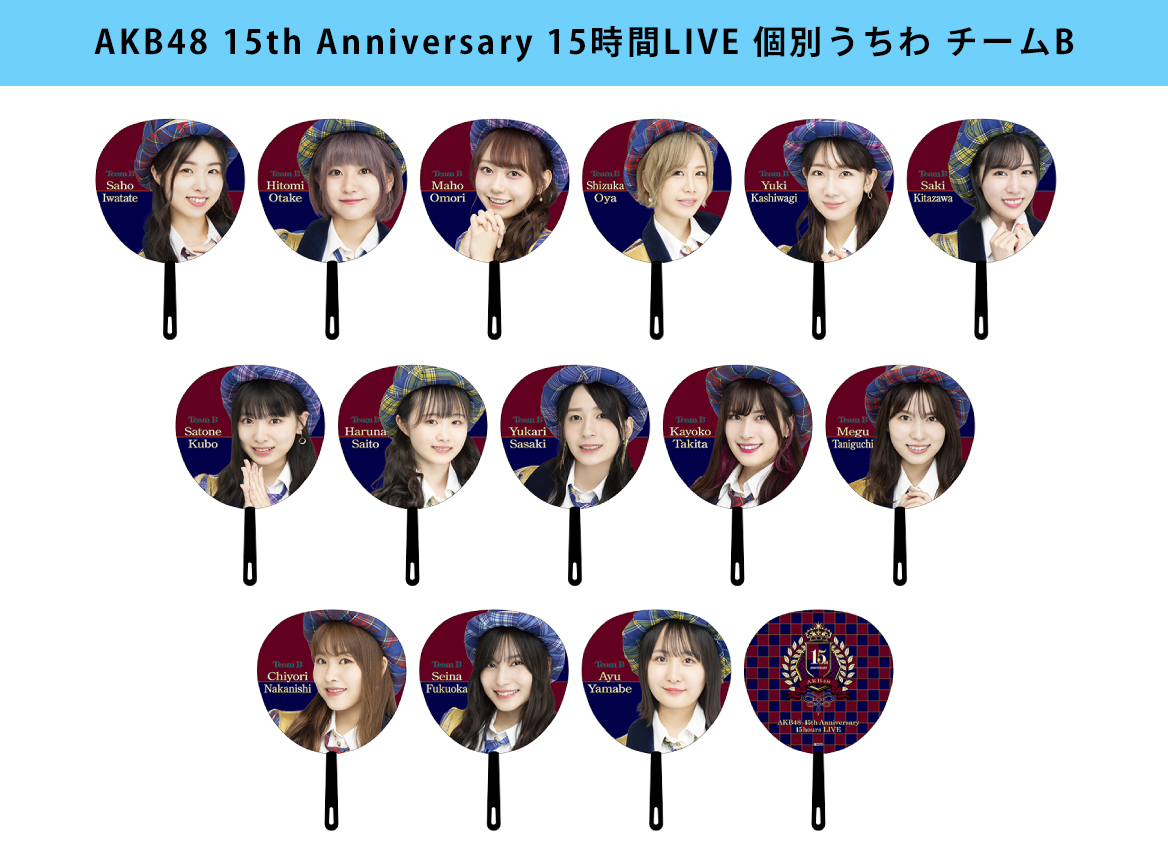 AKB48 15th Anniversary 15時間LIVE 個別うちわ チームB
Team B
Saho
Iwatate
Team B
Hitomi
Otake
Team B
Maho
Omori
Team B
Shizuka
Oya
Team B
Yuki
Kashiwagi
Team B
Saki
Kitazawa
Team B
Satone
Kubo
Team B
Haruna
Saito
Team B
Yukari
Sasaki
Team B
Kayoko
Takita
Team B
Megu
Taniguchi
Team B
Chiyori
Nakanishi
Team B
Seina
Fukuoka
Team B
Ayu
Yamabe
15
AKB48
AKB48 15th Anniversary
15hours LIVE